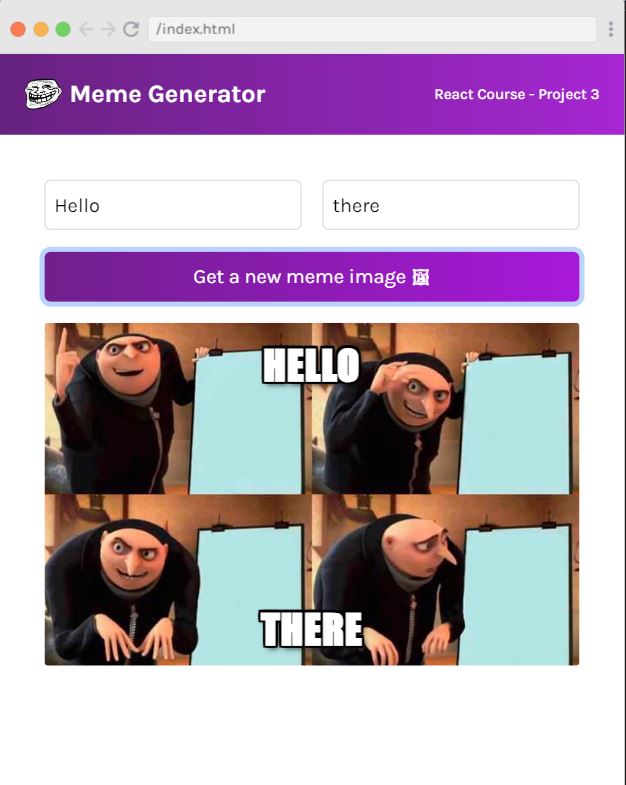 /index.html
Meme Generator
React Course - Project 3
Hello
there
Get a new meme image 🖼
HELLO
THERE